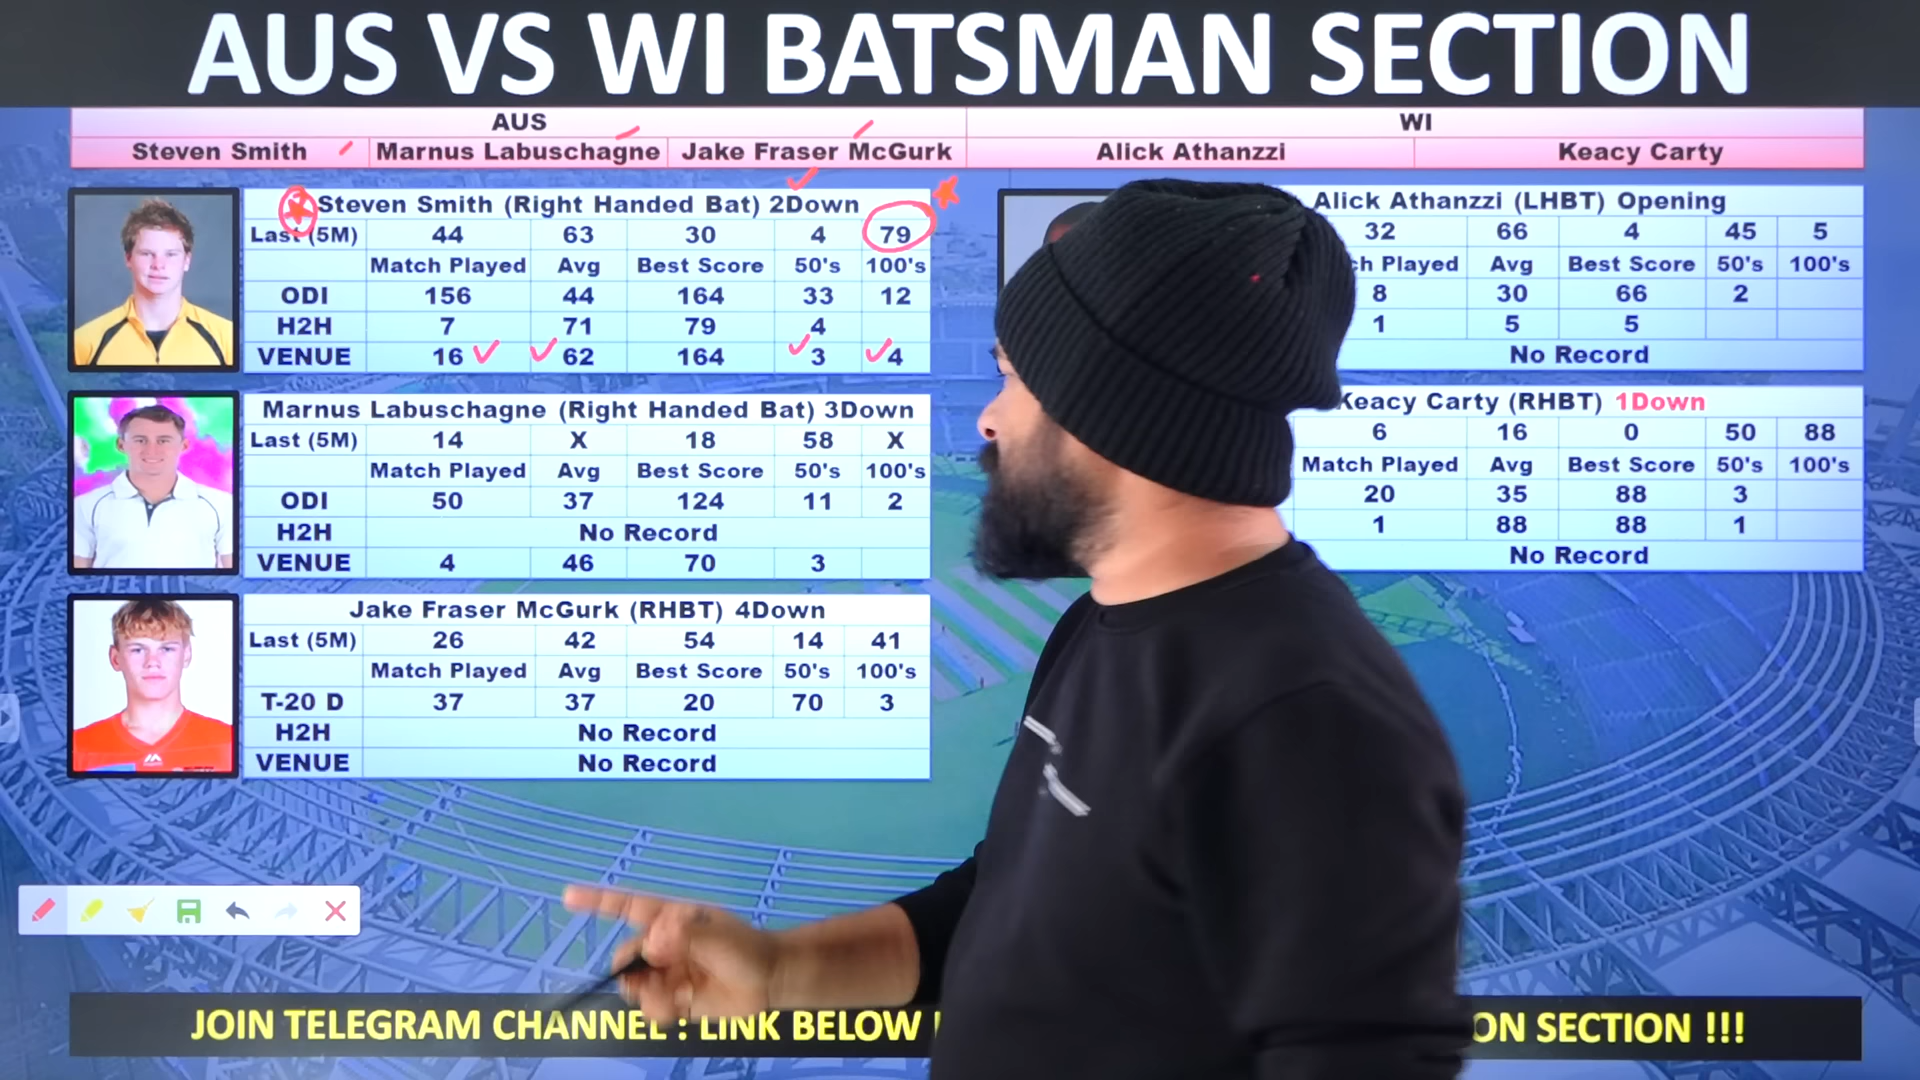 AUS VS WI BATSMAN SECTION
AUS WI
Steven Smith Marnus Labuschagne Jake Fraser McGurk Alick Athanzzi Keacy Carty
Steven Smith (Right Handed Bat) 2Down
Last (5M) 44 63 30 4 79
Match Played Avg Best Score 50's 100's
ODI 156 44 164 33 12
H2H 7 71 79 4
VENUE 16 62 164 3 4
Marnus Labuschagne (Right Handed Bat) 3Down
Last (5M) 14 X 18 58 X
Match Played Avg Best Score 50's 100's
ODI 50 37 124 11 2
H2H No Record
VENUE 4 46 70 3
Jake Fraser McGurk (RHBT) 4Down
Last (5M) 26 42 54 14 41
Match Played Avg Best Score 50's 100's
T-20 D 37 37 20 70 3
H2H No Record
VENUE No Record
Alick Athanzzi (LHBT) Opening
32 66 4 45 5
Played Avg Best Score 50's 100's
8 30 66 2
1 5 5
No Record
Keacy Carty (RHBT) 1Down
6 16 0 50 88
Match Played Avg Best Score 50's 100's
20 35 88 3
1 88 88 1
No Record
JOIN TELEGRAM CHANNEL : LINK BELOW ON SECTION !!!